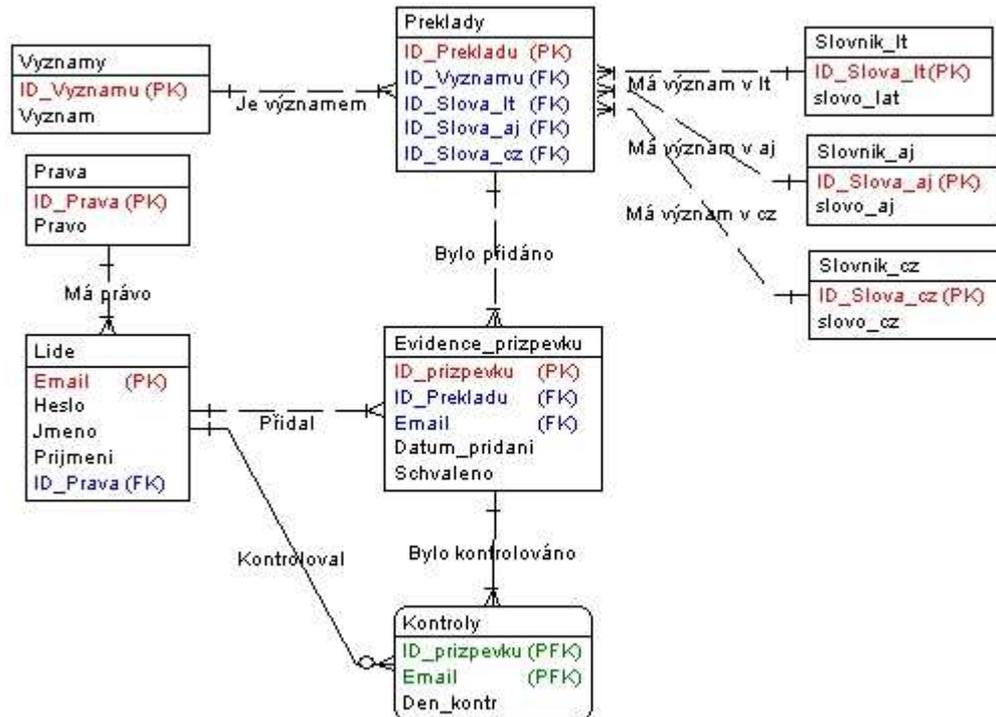 Preklady
ID_Prekladu (PK)
ID_Vyznamu (FK)
ID_Slova_lt (FK)
ID_Slova_aj (FK)
ID_Slova_cz (FK)
Vyznamy
ID_Vyznamu (PK)
Vyznam
Je významem
Slovnik_lt
ID_Slova_lt(PK)
slovo_lat
Má význam v lt
Má význam v aj
Slovnik_aj
ID_Slova_aj (PK)
slovo_aj
Má význam v cz
Slovnik_cz
ID_Slova_cz (PK)
slovo_cz
Prava
ID_Prava (PK)
Pravo
Má právo
Bylo přidáno
Lide
Email (PK)
Heslo
Jmeno
Prijmeni
ID_Prava (FK)
Přidal
Evidence_prizpevku
ID_prizpevku (PK)
ID_Prekladu (FK)
Email (FK)
Datum_pridani
Schvaleno
Kontroloval
Bylo kontrolováno
Kontroly
ID_prizpevku (PFK)
Email (PFK)
Den_kontr